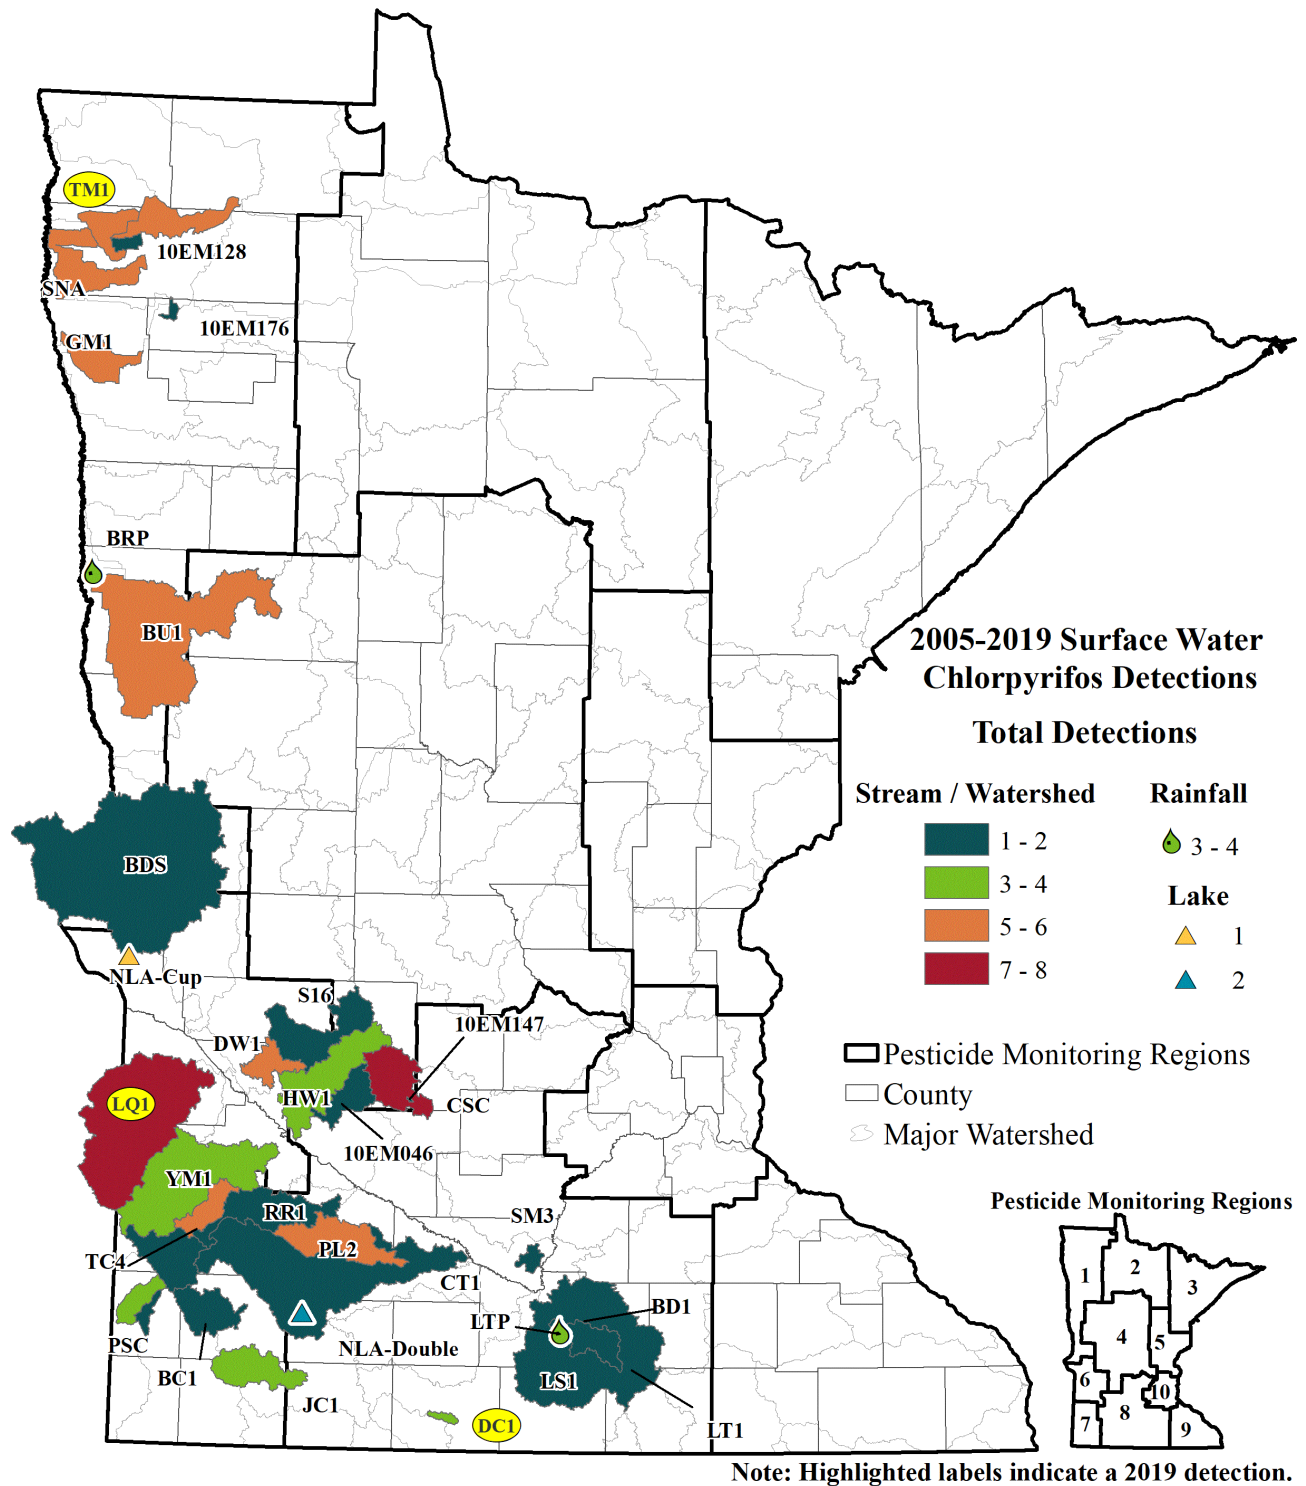 TM1
10EM128
SNA
10EM176
GM1
BRP
BU1
2005-2019 Surface Water
Chlorpyrifos Detections
Total Detections
Stream / Watershed
Rainfall
1 - 2
3 - 4
3 - 4
Lake
5 - 6
1
7 - 8
2
BDS
NLA-Cup
S16
10EM147
DW1
Pesticide Monitoring Regions
County
Major Watershed
HW1
CSC
LQ1
10EM046
YM1
RR1
SM3
PL2
TC4
CT1
BD1
LTP
PSC
NLA-Double
BC1
LS1
JC1
DC1
LT1
Pesticide Monitoring Regions
1
2
3
4
5
6
10
7
8
9
Note: Highlighted labels indicate a 2019 detection.